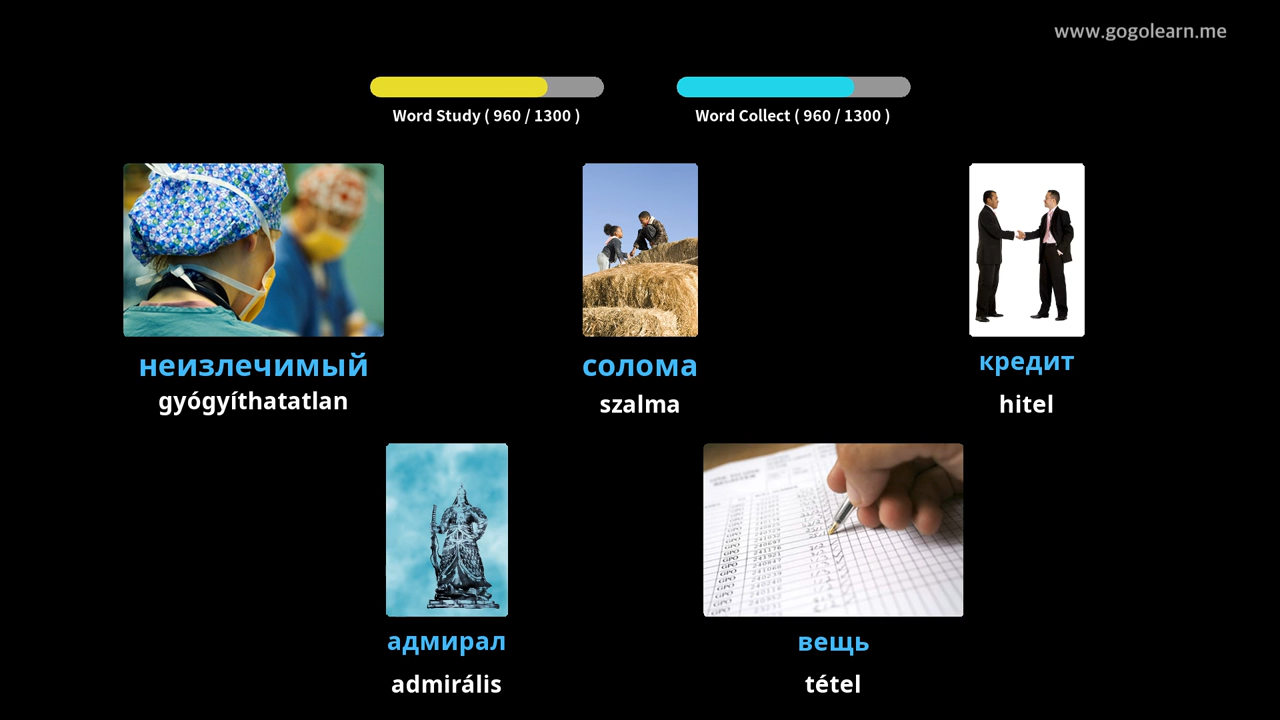 www.gogolearn.me
Word Study ( 960 / 1300 )
Word Collect ( 960 / 1300 )
неизлечимый
gyógyíthatatlan
солома
szalma
кредит
hitel
адмирал
admirális
вещь
tétel